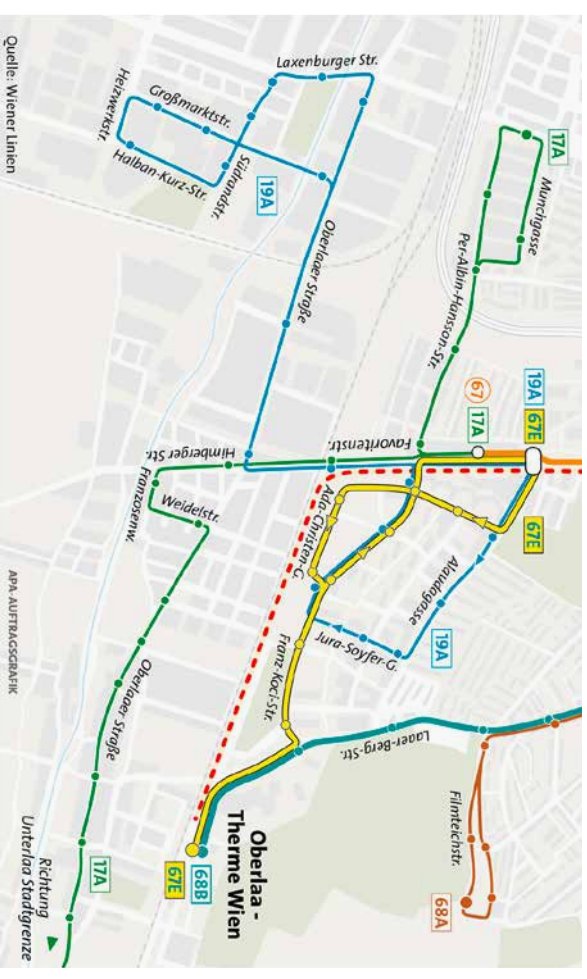 Quelle: Wiener Linien
Laxenburger Str.
Großmarktstr.
Heizwerkstr.
Halban-Kurz-Str.
Südrandstr.
19A
Oberlaaer Straße
17A
Munchgasse
Per-Albin-Hansson-Str.
19A 67E
67 17A
67E
Favoritenstr.
Himberger Str.
Franzosenw.
Weidelstr.
Ada-Christen-G.
Alaudagasse
Jura-Soyfer-G.
19A
Franz-Koci-Str.
Laaer-Berg-Str.
Filmteichstr.
68A
Oberlaa -
Therme Wien
68B
67E
Oberlaaer Straße
17A
Richtung
Unterlaa Stadtgrenze
APA-AUFTRAGSGRAFIK